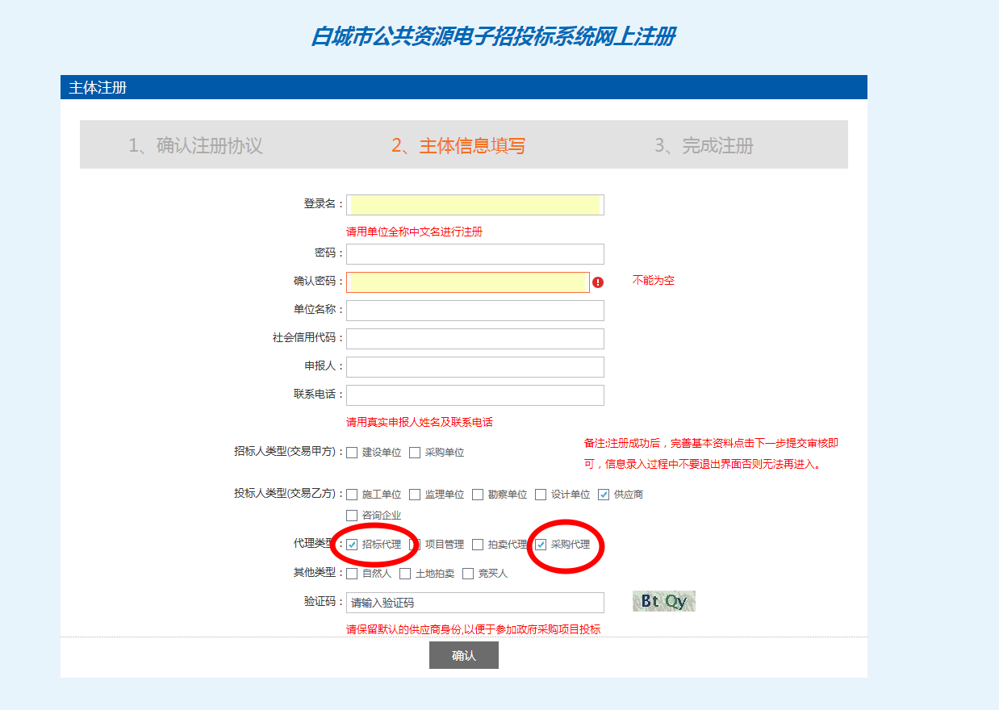 白城市公共资源电子招投标系统网上注册
主体注册
1、确认注册协议 2、主体信息填写 3、完成注册
登录名：
请用单位全称中文名进行注册
密码：
确认密码： 不能为空
单位名称：
社会信用代码：
申报人：
联系电话：
请用真实申报人姓名及联系电话
招标人类型(交易甲方)： 建设单位 采购单位
备注:注册成功后，完善基本资料点击下一步提交审核即
可，信息录入过程中不要退出界面否则无法再进入。
投标人类型(交易乙方)： 施工单位 监理单位 勘察单位 设计单位 供应商
咨询企业
代理类型： 招标代理 项目管理 拍卖代理 采购代理
其他类型： 自然人 土地拍卖 竞买人
验证码： 请输入验证码 Bt Qy
请保留默认的供应商身份,以便于参加政府采购项目投标
确认